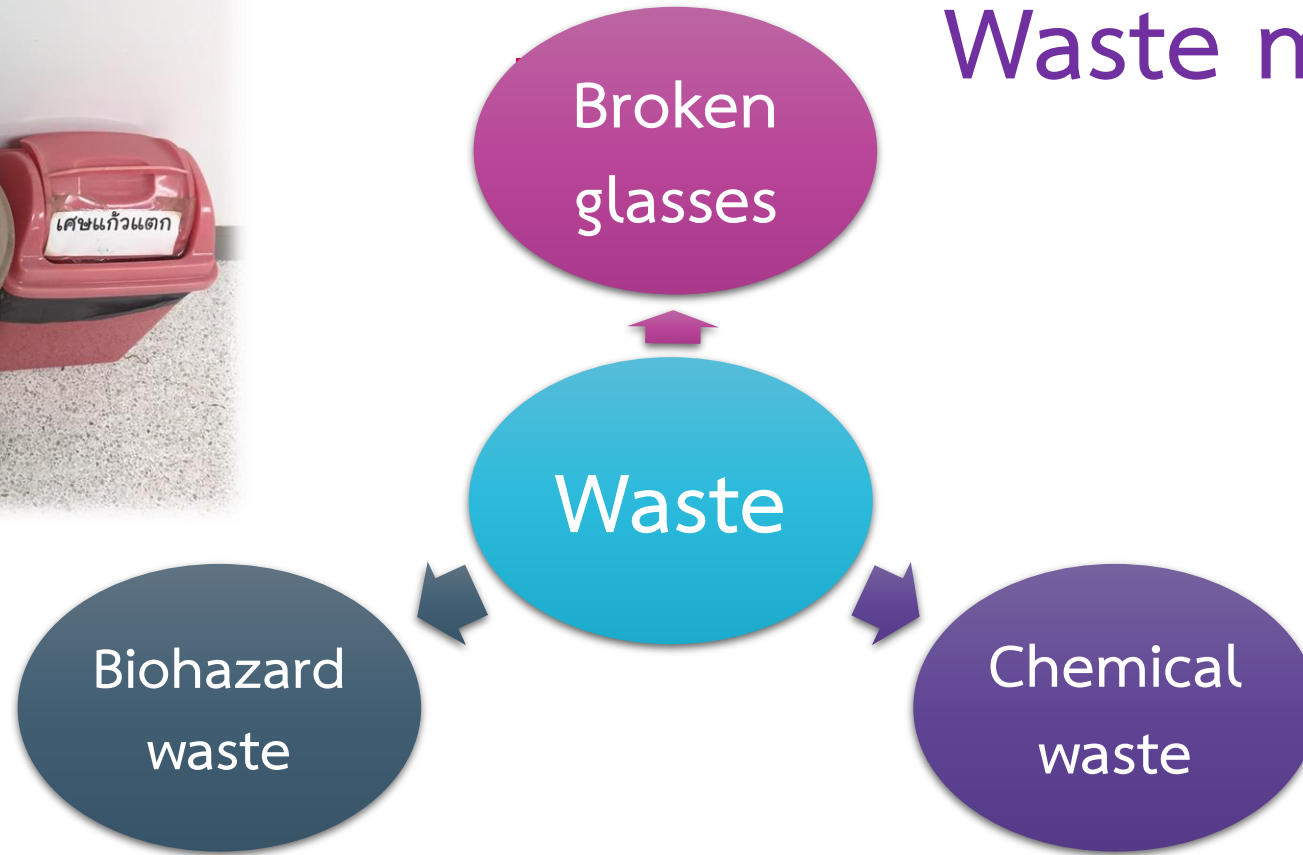 Waste m
Broken
glasses
เศษแก้วแตก
Waste
Biohazard
waste
Chemical
waste